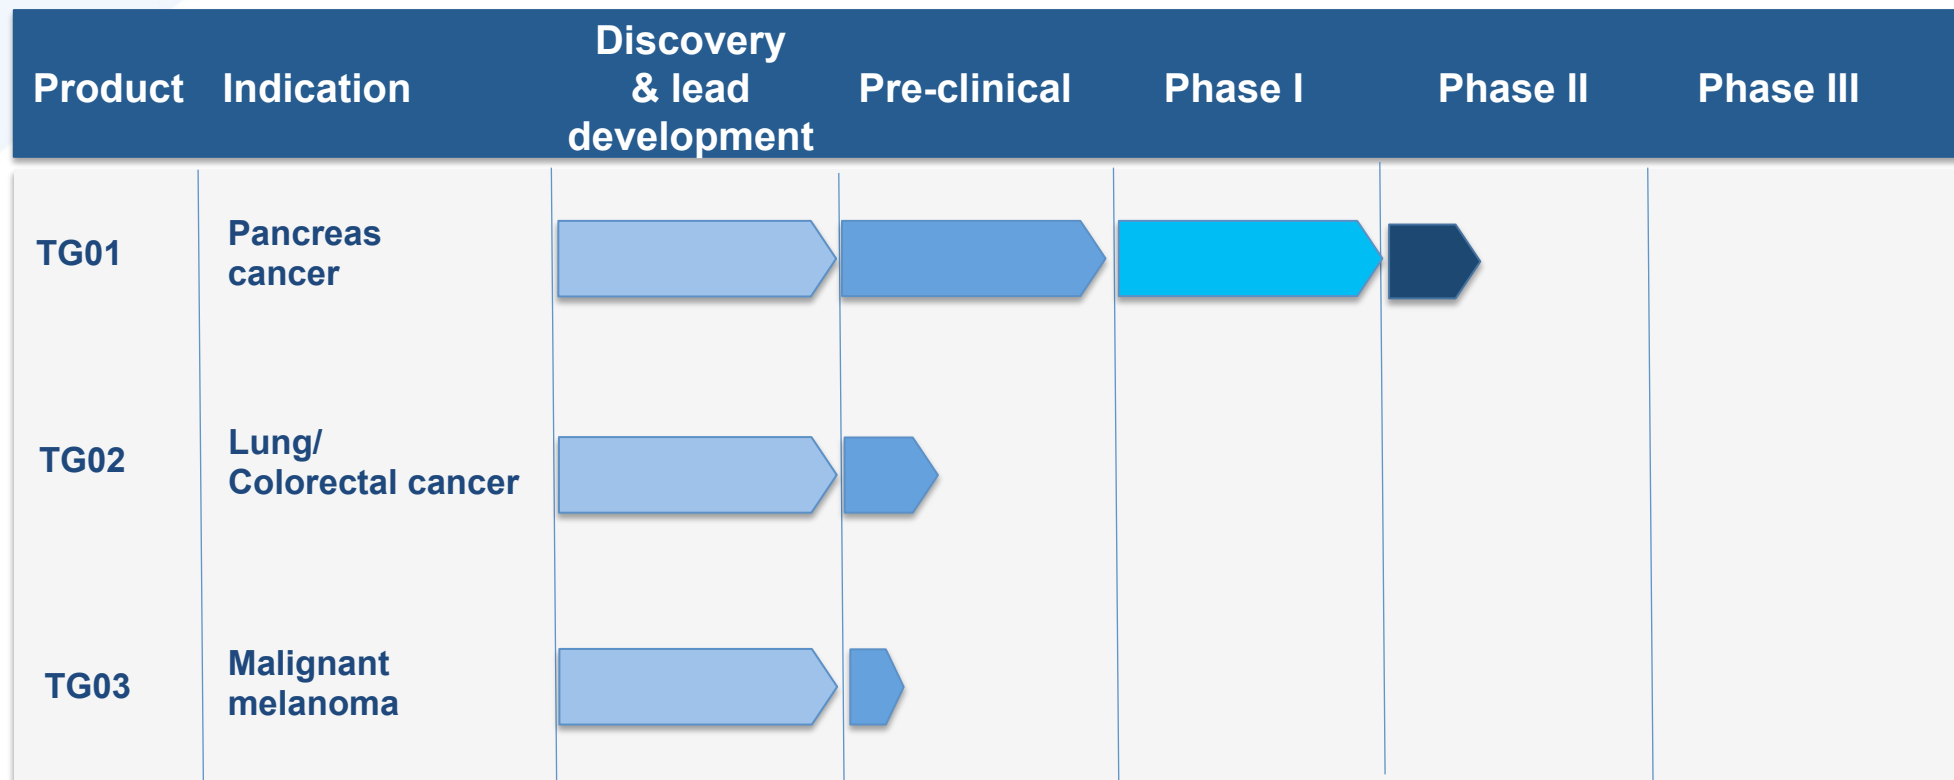 Product
Indication
Discovery
& lead
development
Pre-clinical
Phase I
Phase II
Phase III
TG01
Pancreas
cancer
TG02
Lung/
Colorectal cancer
TG03
Malignant
melanoma